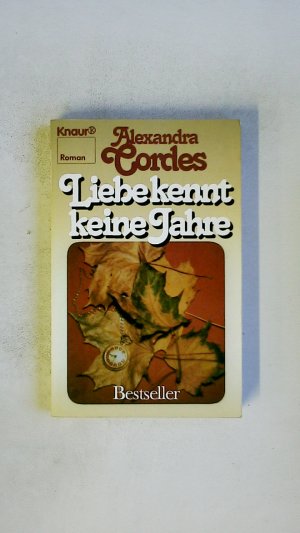 Knaur®
Roman
Alexandra
Cordes
Liebe kennt
keine Jahre
Bestseller